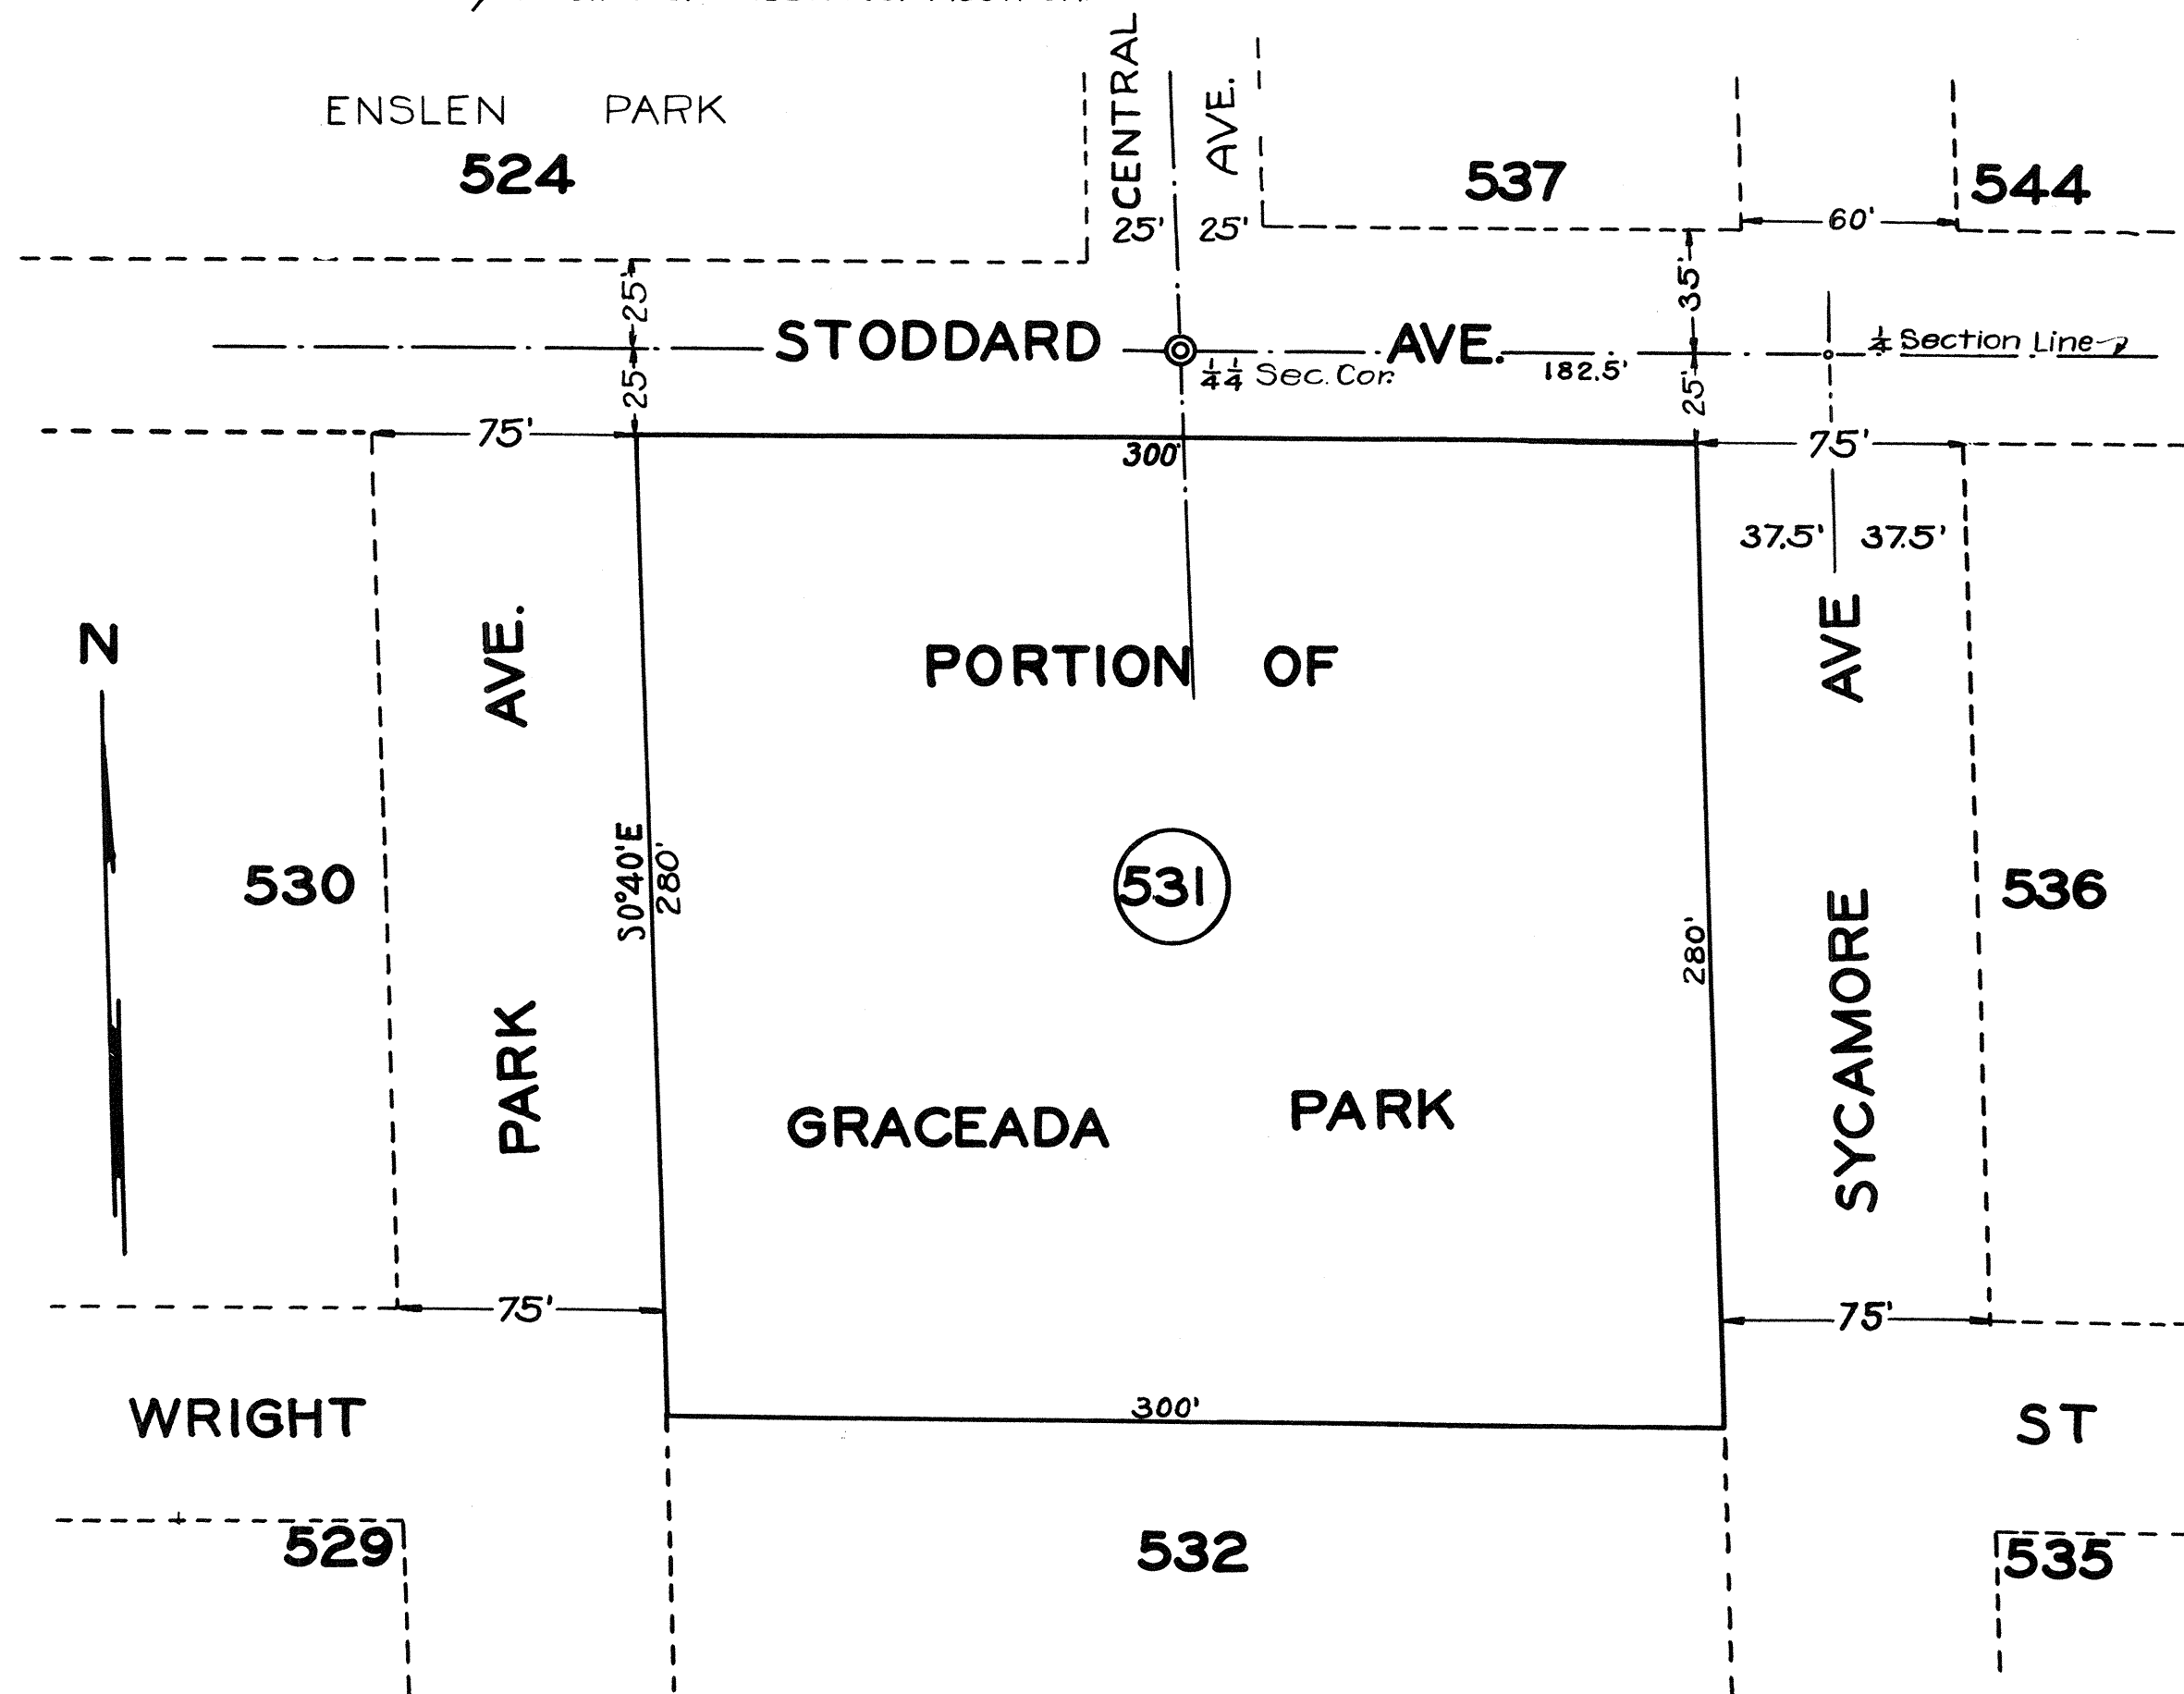 CENTRAL
AVE.
ENSLEN PARK
524
537
544
25' 25'
60'
25'
35'
STODDARD AVE.
1/4 Section Line
1/4 1/4 Sec. Cor.
182.5'
25'
25'
75'
75'
300'
37.5' 37.5'
N
PARK AVE.
SYCAMORE AVE
PORTION OF
S 0°40'E
280'
530
531
536
280'
GRACEADA PARK
75'
75'
WRIGHT ST
300'
529
532
535